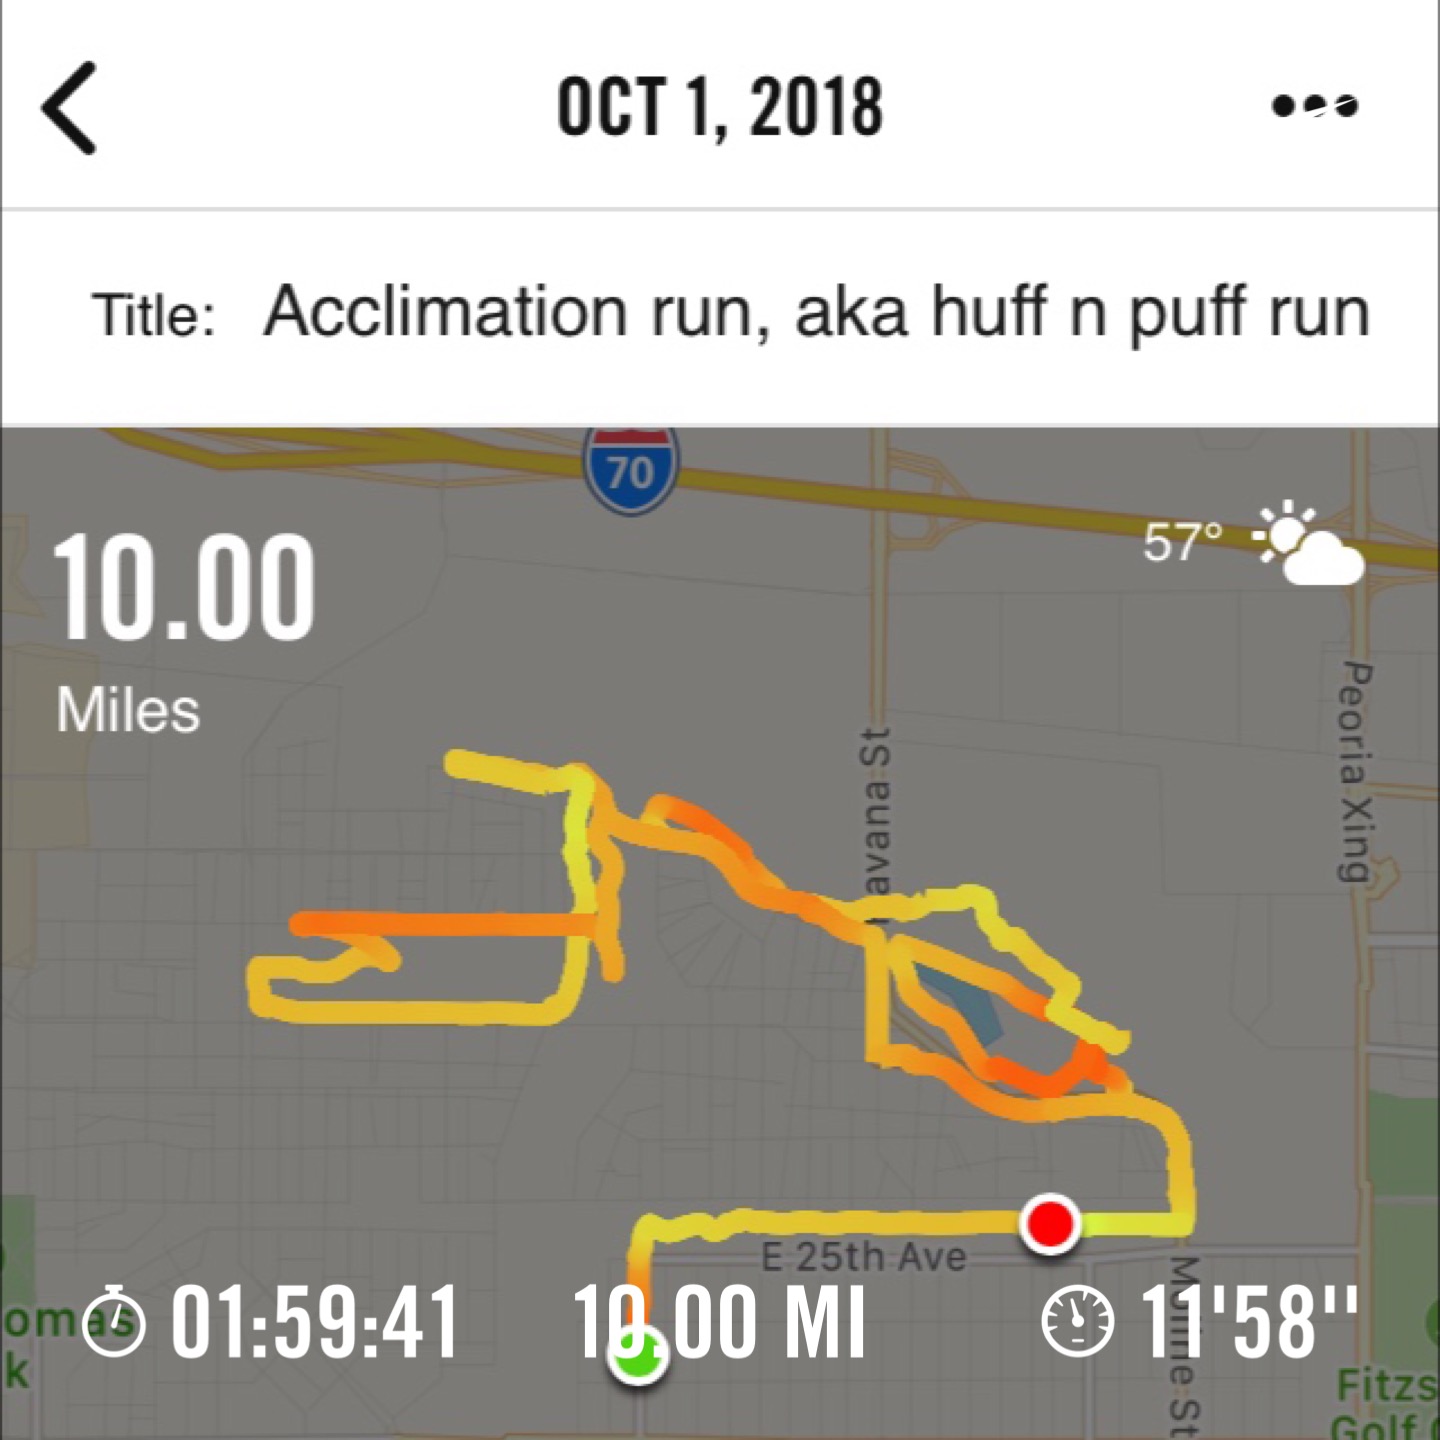 OCT 1, 2018
Title: Acclimation run, aka huff n puff run
70
57°
10.00
Miles
Peoria Xing
avana St
E 25th Ave
omas
k
01:59:41
10.00 MI
11'58''
Moline St
Fitzs
Golf